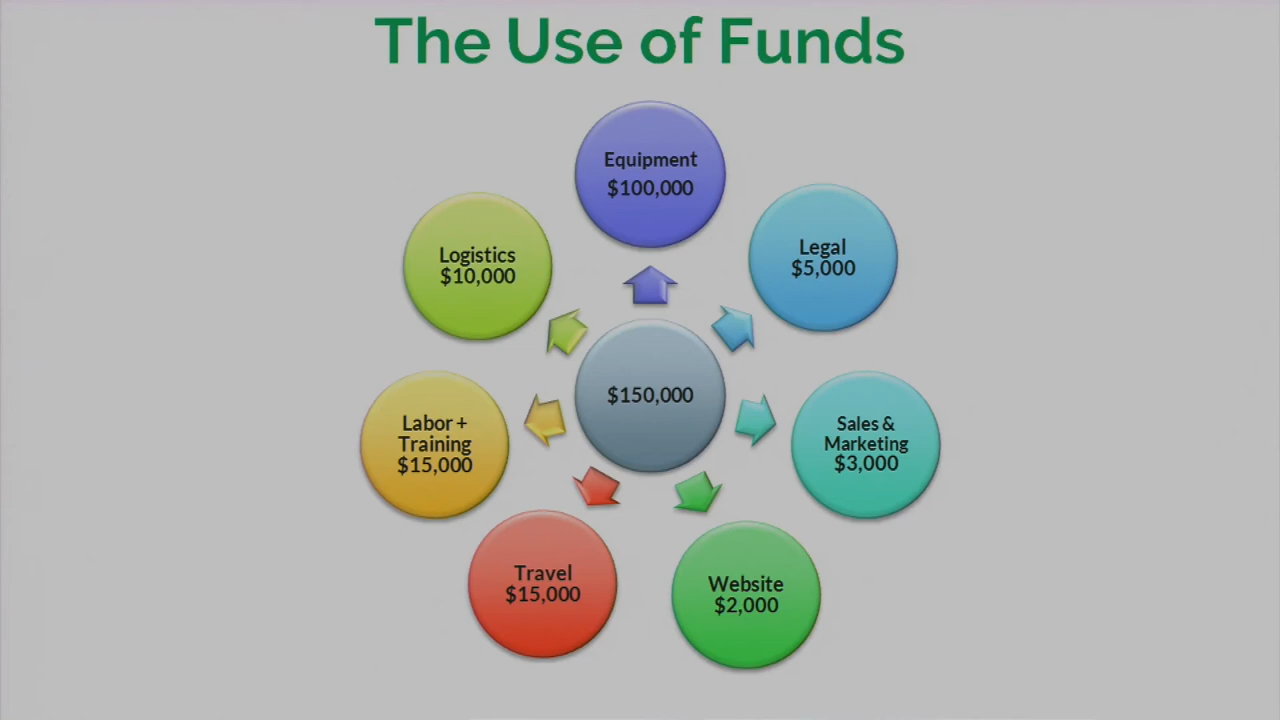 The Use of Funds
Equipment
$100,000
Legal
$5,000
Sales &
Marketing
$3,000
Website
$2,000
Travel
$15,000
Labor +
Training
$15,000
Logistics
$10,000
$150,000